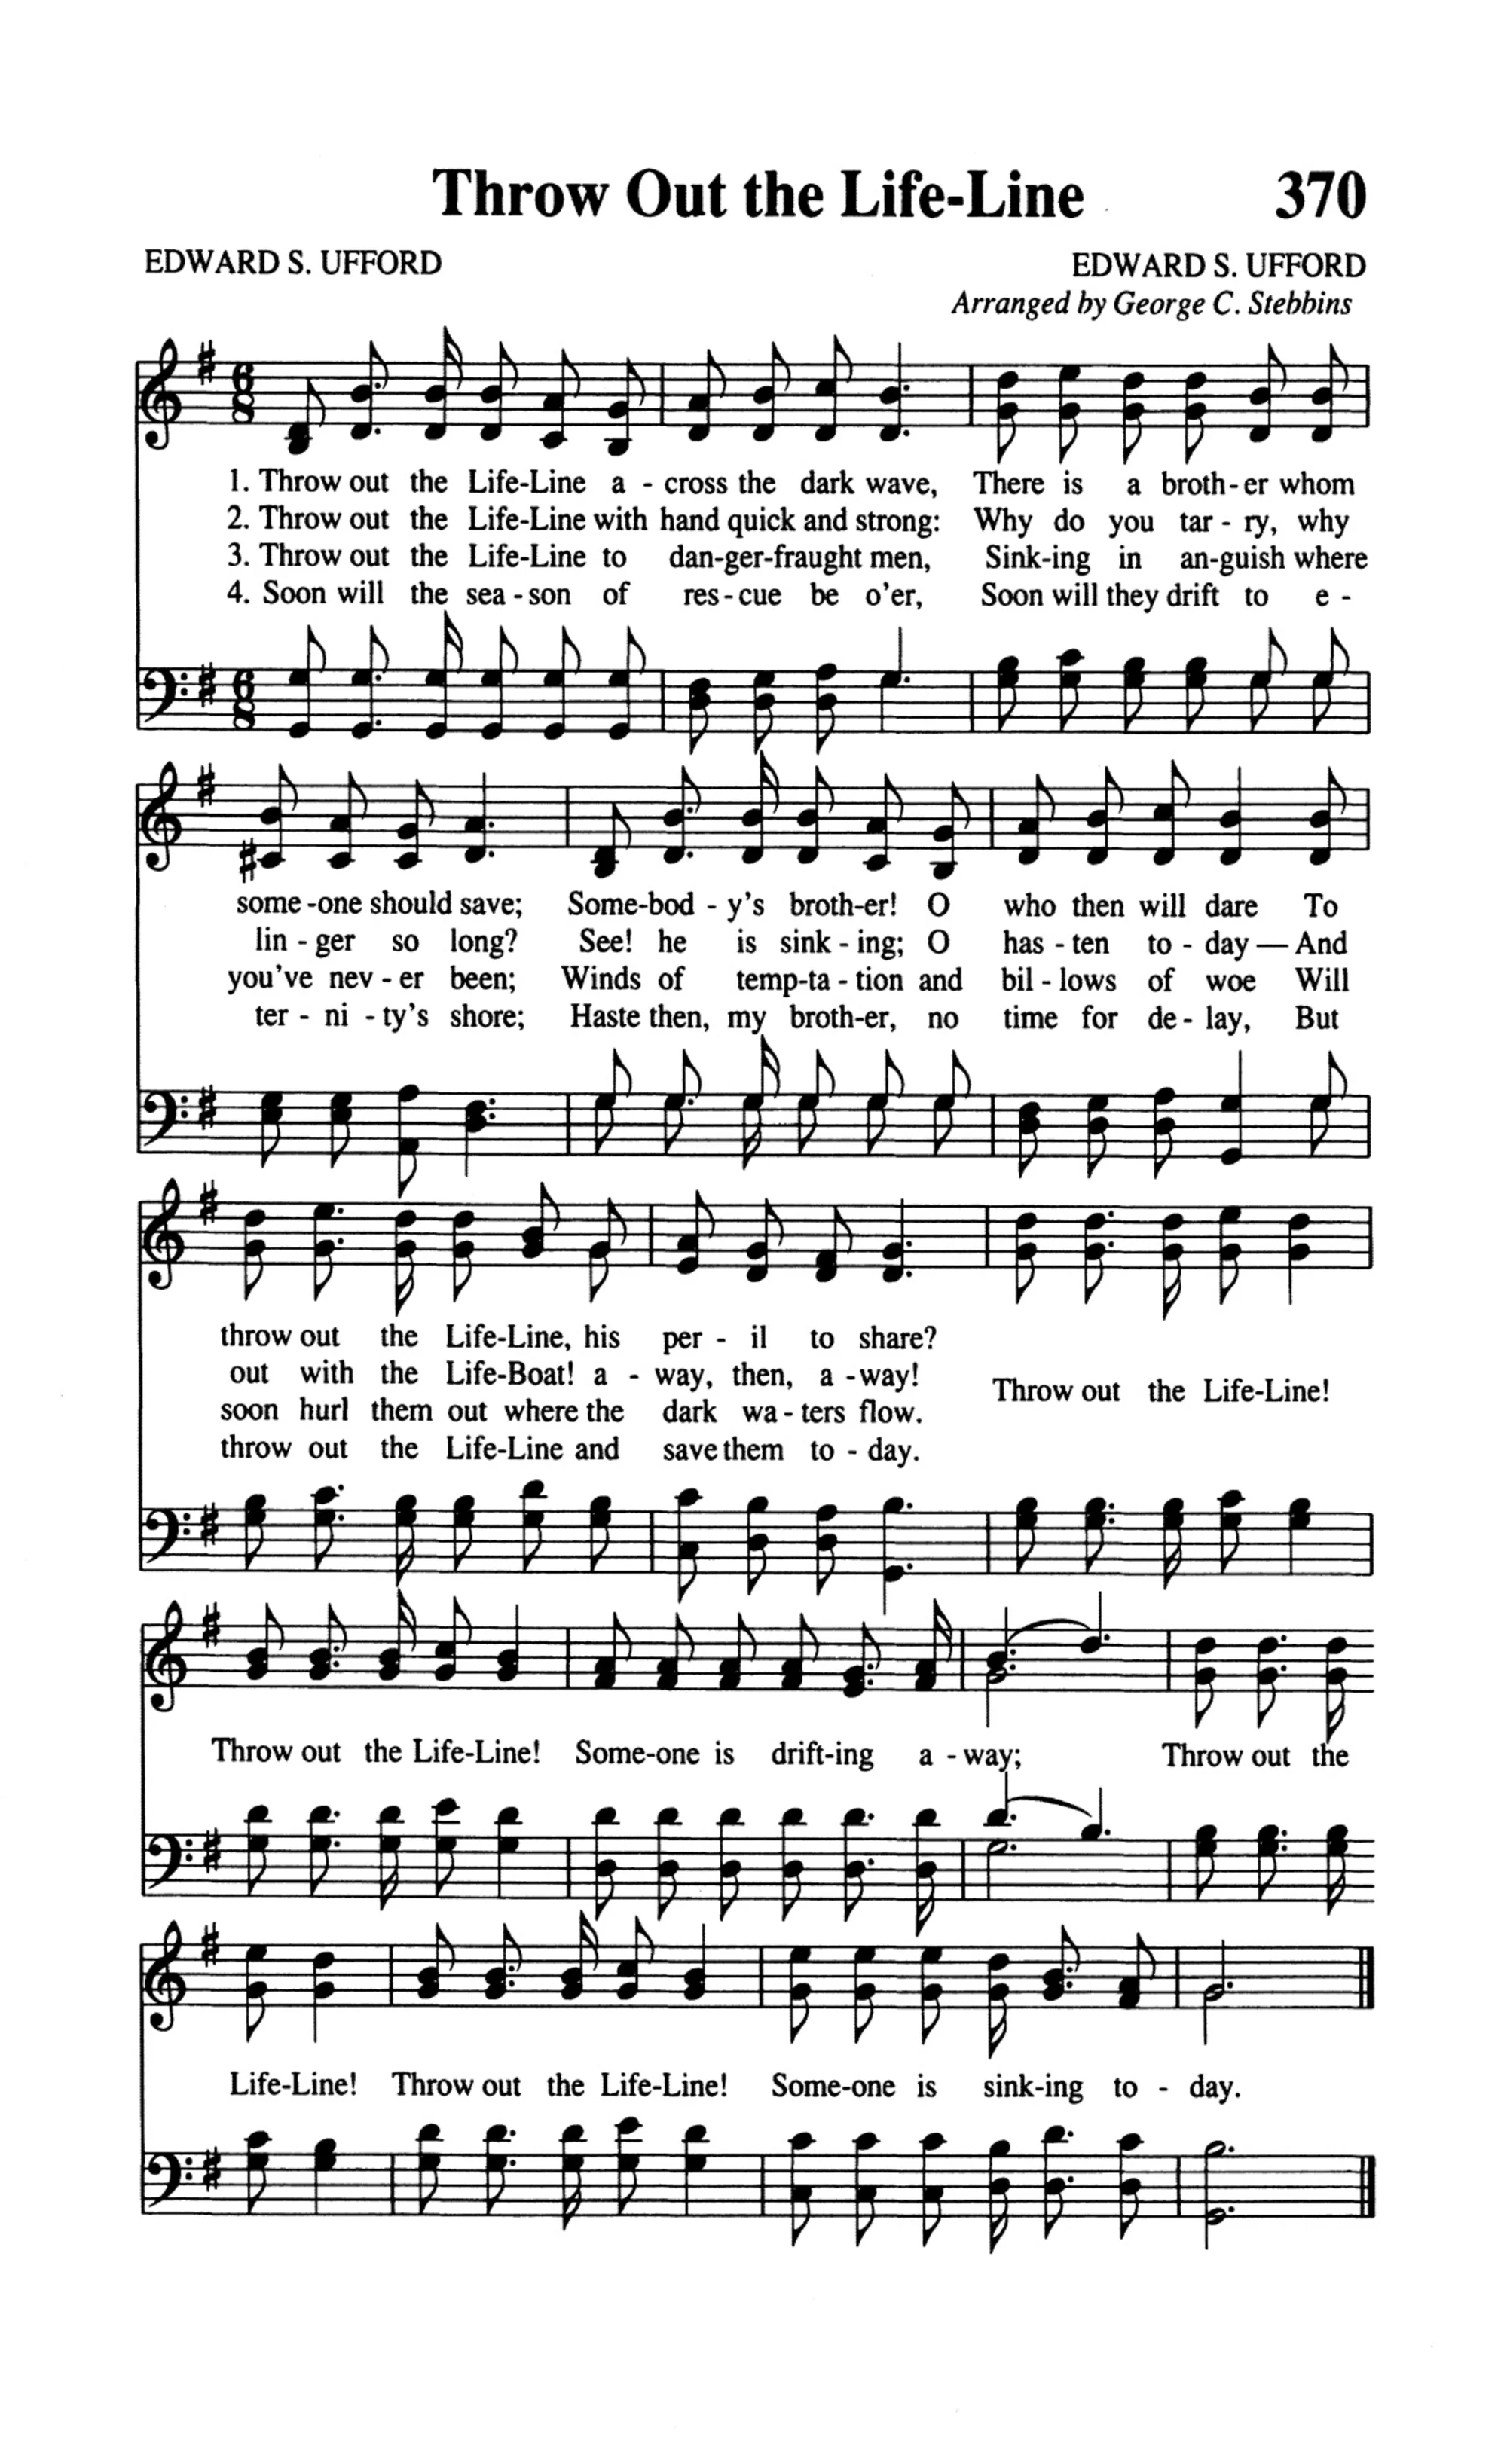 Throw Out the Life-Line 370
EDWARD S. UFFORD EDWARD S. UFFORD
Arranged by George C. Stebbins
1. Throw out the Life-Line a - cross the dark wave, There is a broth - er whom
2. Throw out the Life-Line with hand quick and strong: Why do you tar - ry, why
3. Throw out the Life-Line to dan-ger-fraught men, Sink-ing in an-guish where
4. Soon will the sea - son of res - cue be o'er, Soon will they drift to e -
some -one should save; Some-bod - y's broth-er! O who then will dare To
lin - ger so long? See! he is sink - ing; O has - ten to - day — And
you've nev - er been; Winds of temp-ta - tion and bil - lows of woe Will
ter - ni - ty's shore; Haste then, my broth-er, no time for de - lay, But
throw out the Life-Line, his per - il to share?
out with the Life-Boat! a - way, then, a -way!
Throw out the Life-Line!
soon hurl them out where the dark wa - ters flow.
throw out the Life-Line and save them to - day.
Throw out the Life-Line! Some-one is drift-ing a - way; Throw out the
Life-Line! Throw out the Life-Line! Some-one is sink-ing to - day.